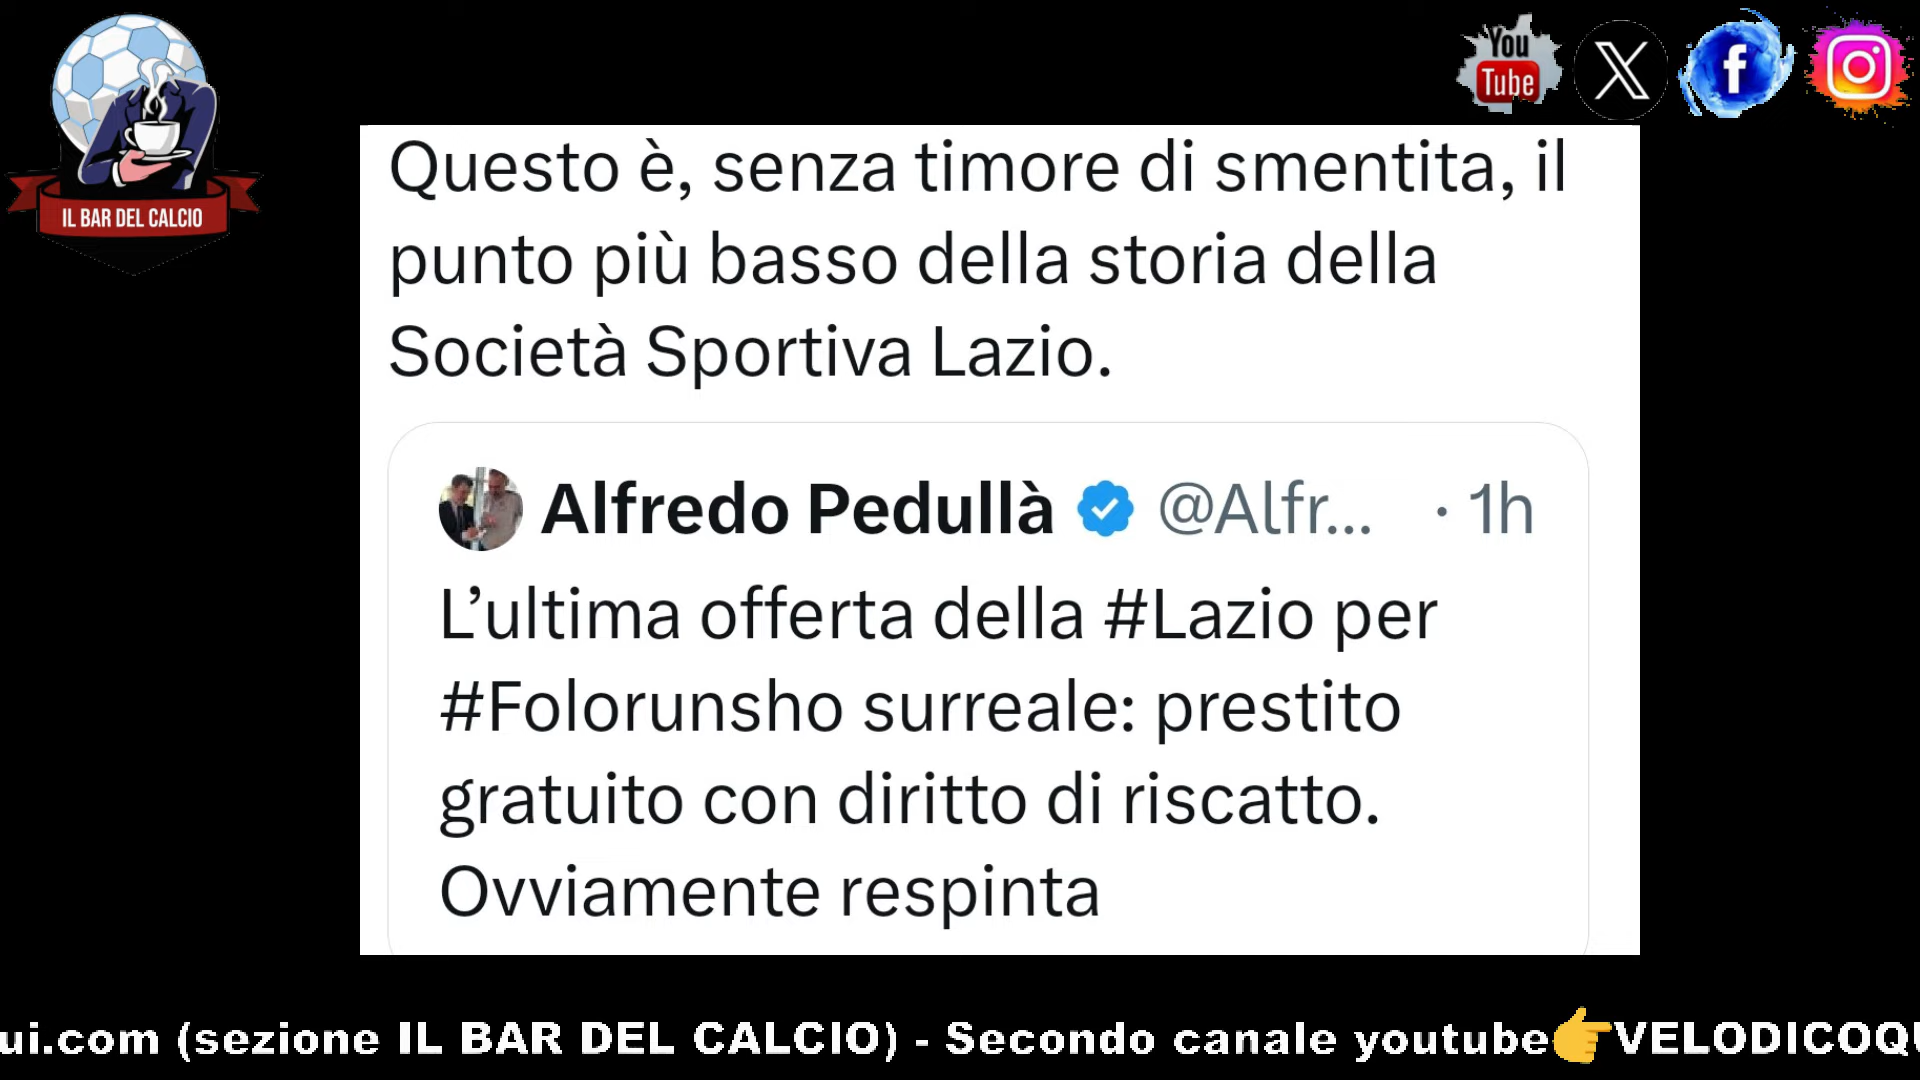 You
Tube
X
f
IL BAR DEL CALCIO
Questo è, senza timore di smentita, il
punto più basso della storia della
Società Sportiva Lazio.
Alfredo Pedullà @Alfr... · 1h
L’ultima offerta della #Lazio per
#Folorunsho surreale: prestito
gratuito con diritto di riscatto.
Ovviamente respinta
ui.com (sezione IL BAR DEL CALCIO) - Secondo canale youtube👉VELODICOQU